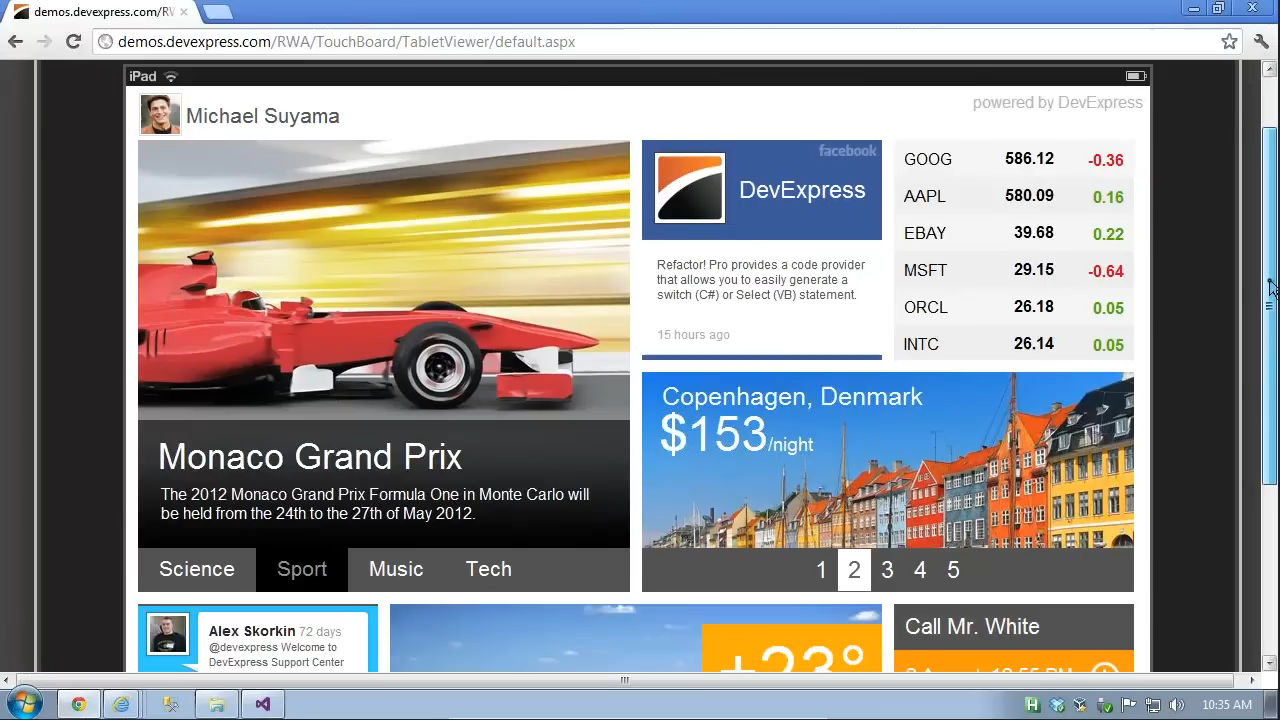 demos.devexpress.com/RW
demos.devexpress.com/RWA/TouchBoard/TabletViewer/default.aspx
iPad
Michael Suyama
powered by DevExpress
facebook
DevExpress
Refactor! Pro provides a code provider
that allows you to easily generate a
switch (C#) or Select (VB) statement.
15 hours ago
GOOG 586.12 -0.36
AAPL 580.09 0.16
EBAY 39.68 0.22
MSFT 29.15 -0.64
ORCL 26.18 0.05
INTC 26.14 0.05
Monaco Grand Prix
The 2012 Monaco Grand Prix Formula One in Monte Carlo will
be held from the 24th to the 27th of May 2012.
Science Sport Music Tech
Copenhagen, Denmark
$153/night
1 2 3 4 5
Alex Skorkin 72 days
@devexpress Welcome to
DevExpress Support Center
+23°
Call Mr. White
10:35 AM